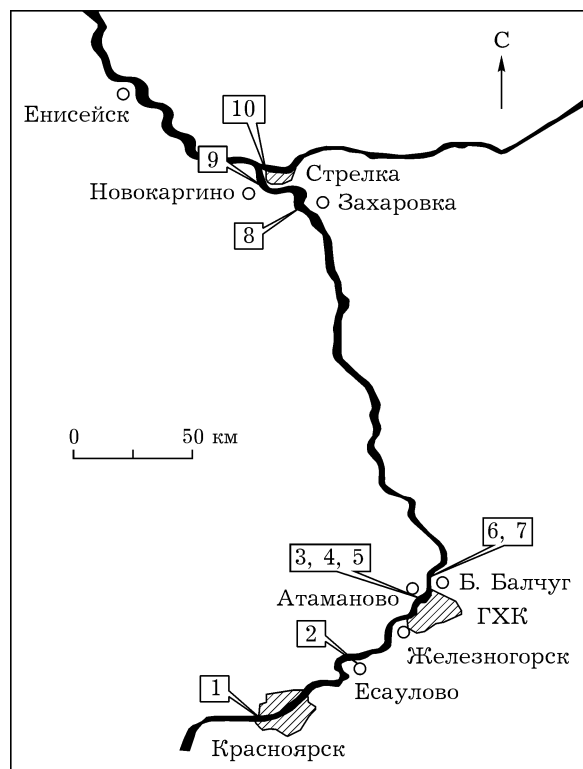 С
Енисейск
10
9
Стрелка
Новокаргино
Захаровка
8
0 50 км
6, 7
3, 4, 5
Б. Балчуг
Атаманово
ГХК
2
Железногорск
Есаулово
1
Красноярск